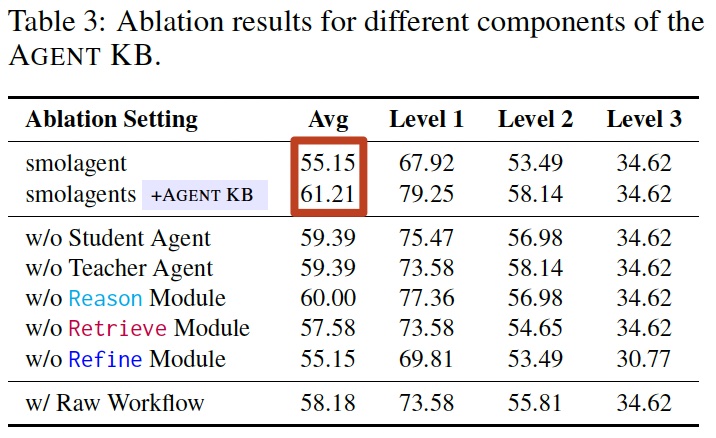 Table 3: Ablation results for different components of the
AGENT KB.
Ablation Setting Avg Level 1 Level 2 Level 3
smolagent 55.15 67.92 53.49 34.62
smolagents +AGENT KB 61.21 79.25 58.14 34.62
w/o Student Agent 59.39 75.47 56.98 34.62
w/o Teacher Agent 59.39 73.58 58.14 34.62
w/o Reason Module 60.00 77.36 56.98 34.62
w/o Retrieve Module 57.58 73.58 54.65 34.62
w/o Refine Module 55.15 69.81 53.49 30.77
w/ Raw Workflow 58.18 73.58 55.81 34.62